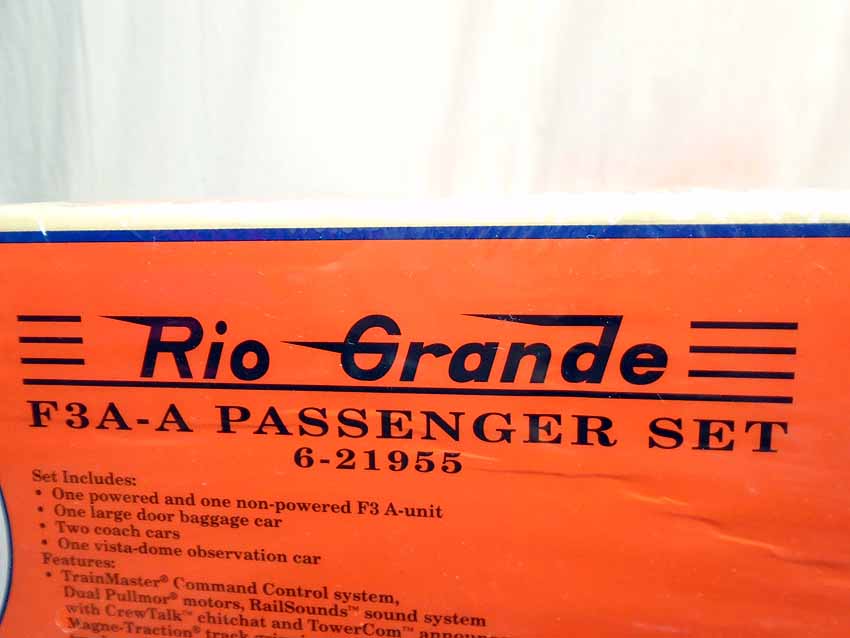 Rio Grande
F3A-A PASSENGER SET
6-21955
Set Includes:
• One powered and one non-powered F3 A-unit
• One large door baggage car
• Two coach cars
• One vista-dome observation car
Features:
• TrainMaster® Command Control system,
Dual Pullmor® motors, RailSounds™ sound system
with CrewTalk™ chitchat and TowerCom™
Magne-Traction® track